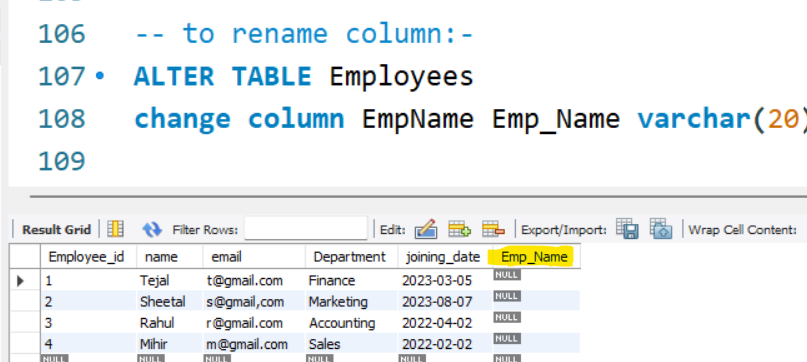 106 -- to rename column:-
107 ALTER TABLE Employees
108 change column EmpName Emp_Name varchar(20)
109
Result Grid Filter Rows: Edit: Export/Import: Wrap Cell Content:
Employee_id name email Department joining_date Emp_Name
1 Tejal t@gmail.com Finance 2023-03-05 NULL
2 Sheetal s@gmail,com Marketing 2023-08-07 NULL
3 Rahul r@gmail.com Accounting 2022-04-02 NULL
4 Mihir m@gmail.com Sales 2022-02-02 NULL
NULL NULL NULL NULL NULL NULL